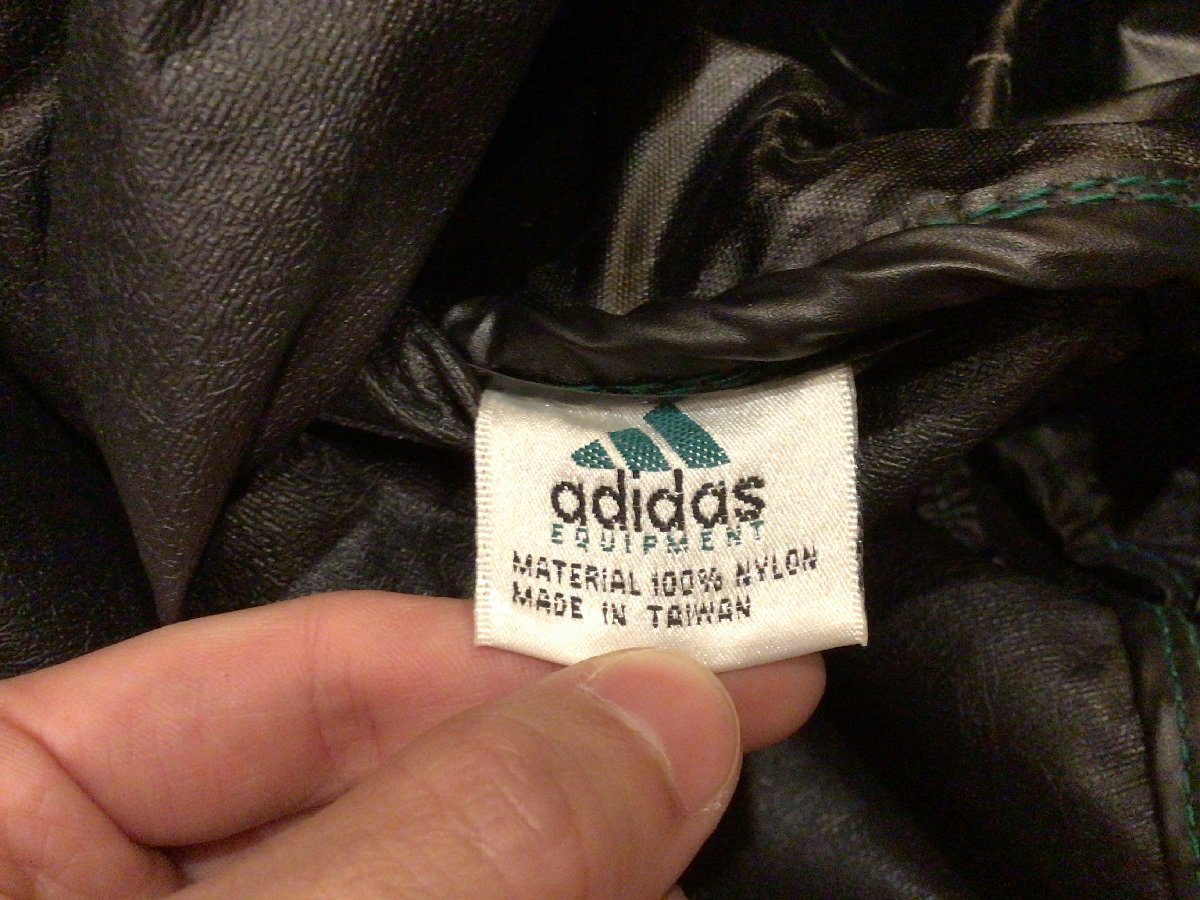 adidas
EQUIPMENT
MATERIAL 100% NYLON
MADE IN TAIWAN